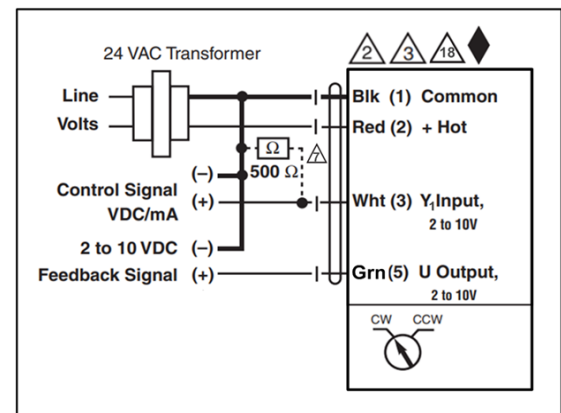 24 VAC Transformer
2 3 18
Line
Blk (1) Common
Volts
Red (2) + Hot
Ω
7
(–)
500 Ω
Control Signal
VDC/mA
(+)
Wht (3) Y1Input,
2 to 10V
2 to 10 VDC (–)
Feedback Signal (+)
Grn(5) U Output,
2 to 10V
CW CCW